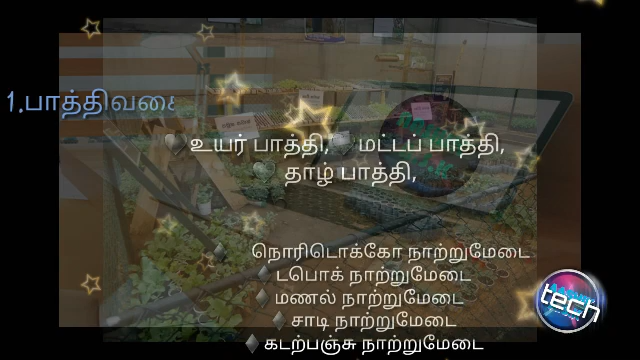 1.பாத்திவகை
உயர் பாத்தி, மட்டப் பாத்தி,
தாழ் பாத்தி,
நொரிடொக்கோ நாற்றுமேடை
டபொக் நாற்றுமேடை
மணல் நாற்றுமேடை
சாடி நாற்றுமேடை
கடற்பஞ்சு நாற்றுமேடை
tech